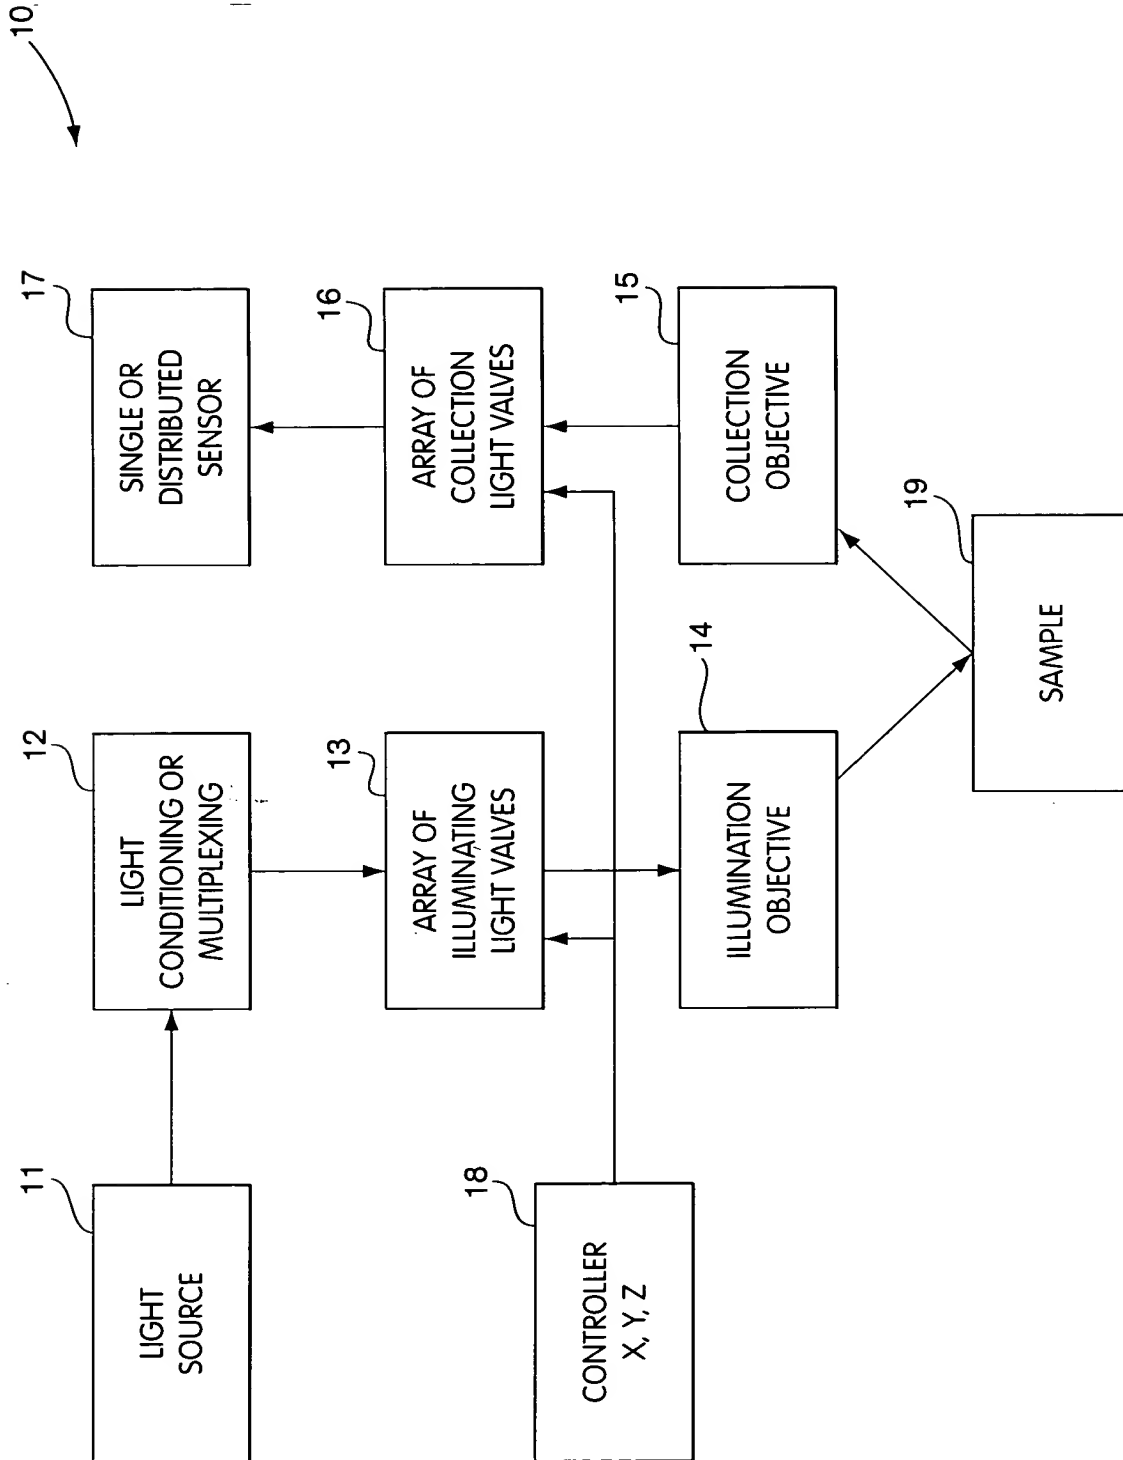 10
11
LIGHT
SOURCE
12
LIGHT
CONDITIONING OR
MULTIPLEXING
17
SINGLE OR
DISTRIBUTED
SENSOR
13
ARRAY OF
ILLUMINATING
LIGHT VALVES
16
ARRAY OF
COLLECTION
LIGHT VALVES
18
CONTROLLER
X, Y, Z
14
ILLUMINATION
OBJECTIVE
15
COLLECTION
OBJECTIVE
19
SAMPLE